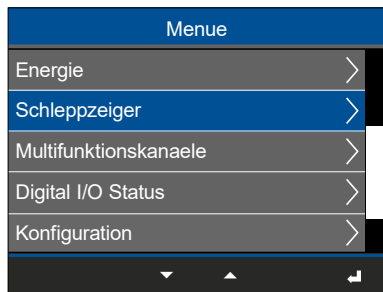 Menue
Energie
Schleppzeiger
Multifunktionskanaele
Digital I/O Status
Konfiguration